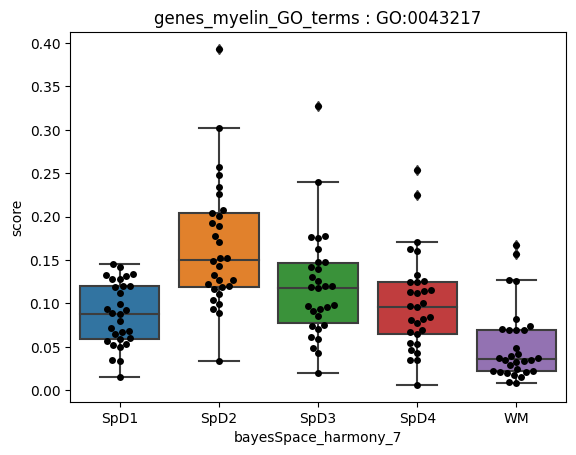 genes_myelin_GO_terms : GO:0043217
0.40
0.35
0.30
0.25
0.20
0.15
0.10
0.05
0.00
score
SpD1 SpD2 SpD3 SpD4 WM
bayesSpace_harmony_7